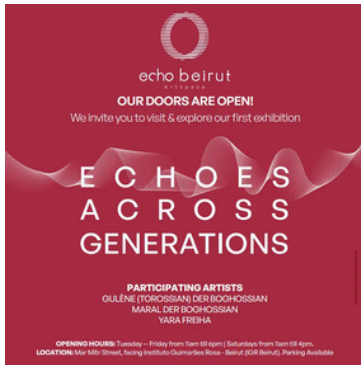 echo beirut
Artspace
OUR DOORS ARE OPEN!
We invite you to visit & explore our first exhibition
ECHOES
ACROSS
GENERATIONS
PARTICIPATING ARTISTS
GULÈNE (TOROSSIAN) DER BOGHOSSIAN
MARAL DER BOGHOSSIAN
YARA FREIHA
OPENING HOURS: Tuesday – Friday from 11am till 6pm | Saturdays from 11am till 4pm.
LOCATION: Mar Mitr Street, facing Instituto Guimarães Rosa - Beirut (IGR Beirut). Parking Available